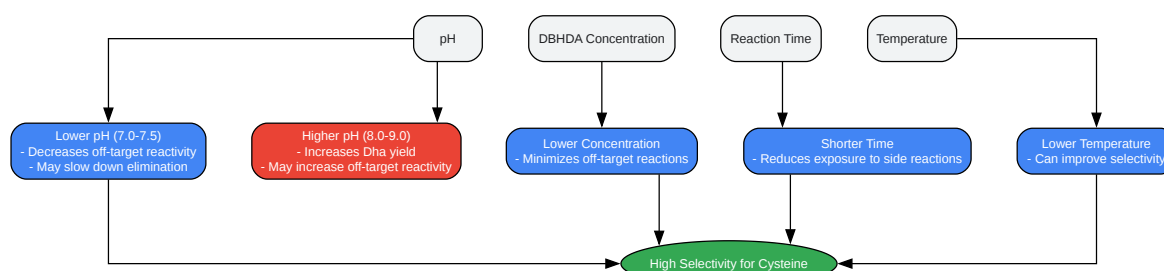 pH
DBHDA Concentration
Reaction Time
Temperature
Lower pH (7.0-7.5)
- Decreases off-target reactivity
- May slow down elimination
Higher pH (8.0-9.0)
- Increases Dha yield
- May increase off-target reactivity
Lower Concentration
- Minimizes off-target reactions
Shorter Time
- Reduces exposure to side reactions
Lower Temperature
- Can improve selectivity
High Selectivity for Cysteine